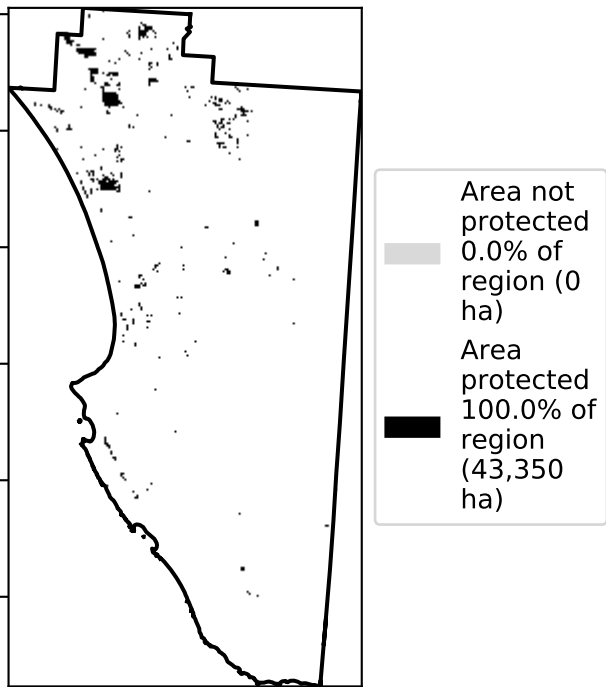 Area not
protected
0.0% of
region (0
ha)
Area
protected
100.0% of
region
(43,350
ha)